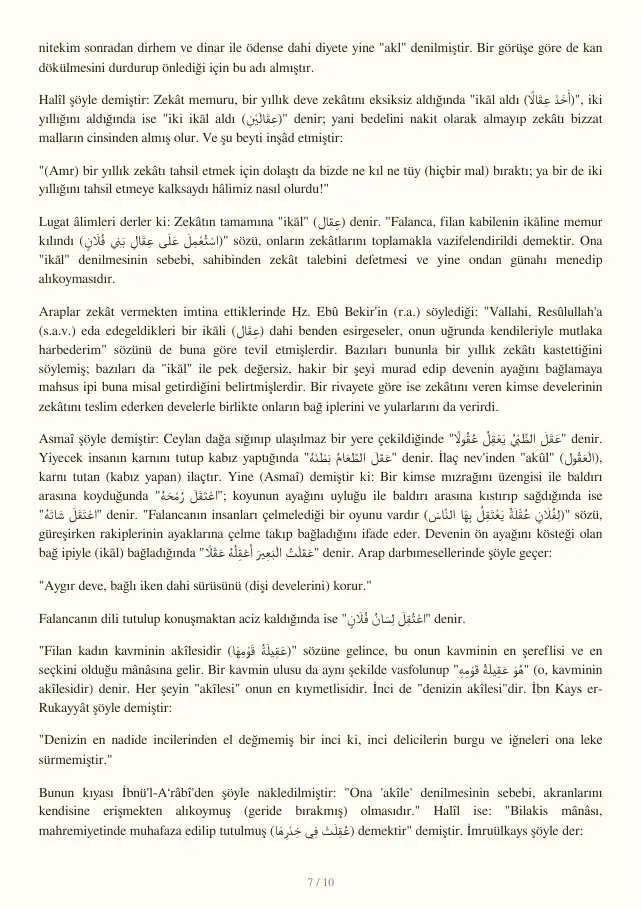 nitekim sonradan dirhem ve dinar ile ödense dahi diyete yine "akl" denilmiştir. Bir görüşe göre de kan
dökülmesini durdurup önlediği için bu adı almıştır.
Halîl şöyle demiştir: Zekât memuru, bir yıllık deve zekâtını eksiksiz aldığında "ikāl aldı (أَخَذَ عِقَالًا)", iki
yıllığını aldığında ise "iki ikāl aldı (عِقَالَيْنِ)" denir; yani bedelini nakit olarak almayıp zekâtı bizzat
malların cinsinden almış olur. Ve şu beyti inşâd etmiştir:
"(Amr) bir yıllık zekâtı tahsil etmek için dolaştı da bizde ne kıl ne tüy (hiçbir mal) bıraktı; ya bir de iki
yıllığını tahsil etmeye kalksaydı hâlimiz nasıl olurdu!"
Lugat âlimleri derler ki: Zekâtın tamamına "ikāl" (عِقَال) denir. "Falanca, filan kabilenin ikāline memur
kılındı (اسْتُعْمِلَ عَلَى عِقَالِ بَنِي فُلَانٍ)" sözü, onların zekâtlarını toplamakla vazifelendirildi demektir. Ona
"ikāl" denilmesinin sebebi, sahibinden zekât talebini defetmesi ve yine ondan günahı menedip
alıkoymasıdır.
Araplar zekât vermekten imtina ettiklerinde Hz. Ebû Bekir'in (r.a.) söylediği: "Vallahi, Resûlullah'a
(s.a.v.) eda edegeldikleri bir ikāli (عِقَال) dahi benden esirgeseler, onun uğrunda kendileriyle mutlaka
harbederim" sözünü de buna göre tevil etmişlerdir. Bazıları bununla bir yıllık zekâtı kastettiğini
söylemiş; bazıları da "ikāl" ile pek değersiz, hakir bir şeyi murad edip devenin ayağını bağlamaya
mahsus ipi buna misal getirdiğini belirtmişlerdir. Bir rivayete göre ise zekâtını veren kimse develerinin
zekâtını teslim ederken develerle birlikte onların bağ iplerini ve yularlarını da verirdi.
Asmaî şöyle demiştir: Ceylan dağa sığınıp ulaşılmaz bir yere çekildiğinde "عَقَلَ الظَّبْيُ يَعْقِلُ عُقُولًا" denir.
Yiyecek insanın karnını tutup kabız yaptığında "عَقَلَ الطَّعَامُ بَطْنَهُ" denir. İlaç nev'inden "akûl" (العَقُول),
karnı tutan (kabız yapan) ilaçtır. Yine (Asmaî) demiştir ki: Bir kimse mızrağını üzengisi ile baldırı
arasına koyduğunda "اعْتَقَلَ رُمْحَهُ"; koyunun ayağını uyluğu ile baldırı arasına kıstırıp sağdığında ise
"اعْتَقَلَ شَاتَهُ" denir. "Falancanın insanları çelmelediği bir oyunu vardır (لِفُلَانٍ عُقْلَةٌ يَعْتَقِلُ بِهَا النَّاسَ)" sözü,
güreşirken rakiplerinin ayaklarına çelme takıp bağladığını ifade eder. Devenin ön ayağını kösteği olan
bağ ipiyle (ikāl) bağladığında "عَقَلْتُ البَعِيرَ أَعْقِلُهُ عَقْلًا" denir. Arap darbımesellerinde şöyle geçer:
"Aygır deve, bağlı iken dahi sürüsünü (dişi develerini) korur."
Falancanın dili tutulup konuşmaktan aciz kaldığında ise "اعْتُقِلَ لِسَانُ فُلَانٍ" denir.
"Filan kadın kavminin akîlesidir (عَقِيلَةُ قَوْمِهَا)" sözüne gelince, bu onun kavminin en şereflisi ve en
seçkini olduğu mânâsına gelir. Bir kavmin ulusu da aynı şekilde vasfolunup "هُوَ عَقِيلَةُ قَوْمِهِ" (o, kavminin
akîlesidir) denir. Her şeyin "akîlesi" onun en kıymetlisidir. İnci de "denizin akîlesi"dir. İbn Kays er-
Rukayyât şöyle demiştir:
"Denizin en nadide incilerinden el değmemiş bir inci ki, inci delicilerin burgu ve iğneleri ona leke
sürmemiştir."
Bunun kıyası İbnü'l-A‘râbî'den şöyle nakledilmiştir: "Ona 'akîle' denilmesinin sebebi, akranlarını
kendisine erişmekten alıkoymuş (geride bırakmış) olmasıdır." Halîl ise: "Bilakis mânâsı,
mahremiyetinde muhafaza edilip tutulmuş (عُقِلَتْ فِي خِدْرِهَا) demektir" demiştir. İmruülkays şöyle der:
7 / 10